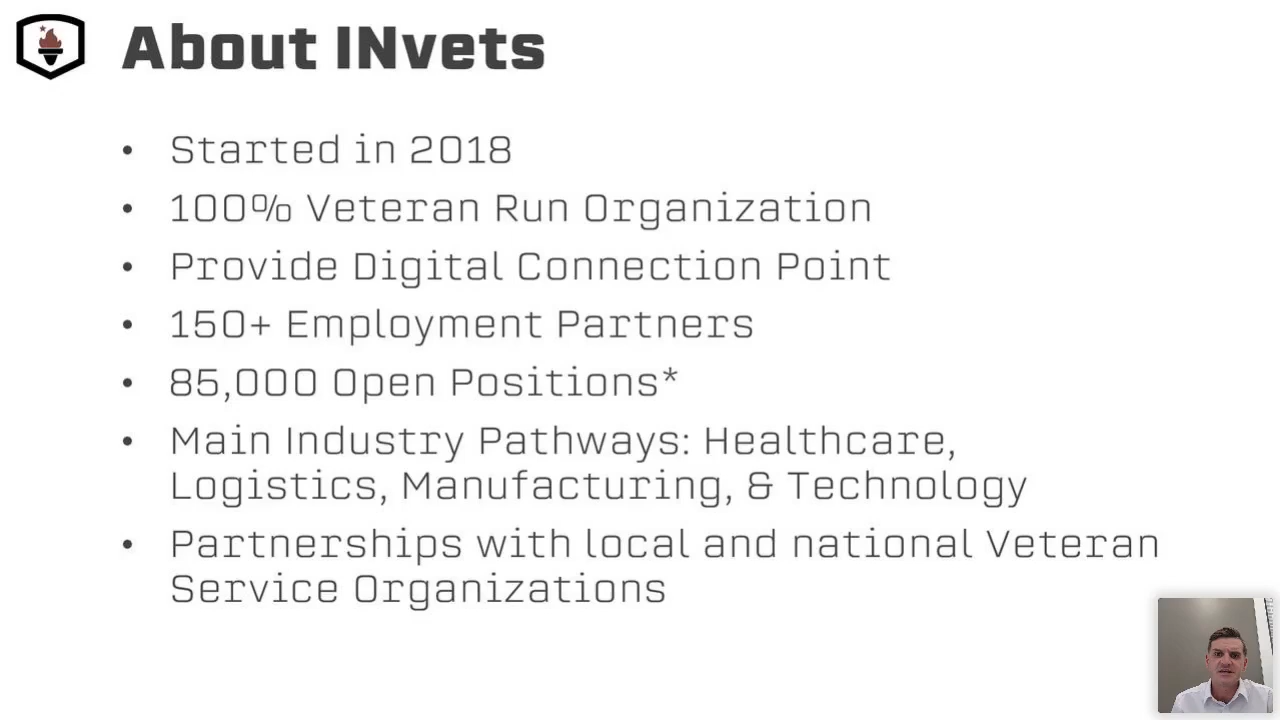 About INvets
• Started in 2018
• 100% Veteran Run Organization
• Provide Digital Connection Point
• 150+ Employment Partners
• 85,000 Open Positions*
• Main Industry Pathways: Healthcare,
Logistics, Manufacturing, & Technology
• Partnerships with local and national Veteran
Service Organizations